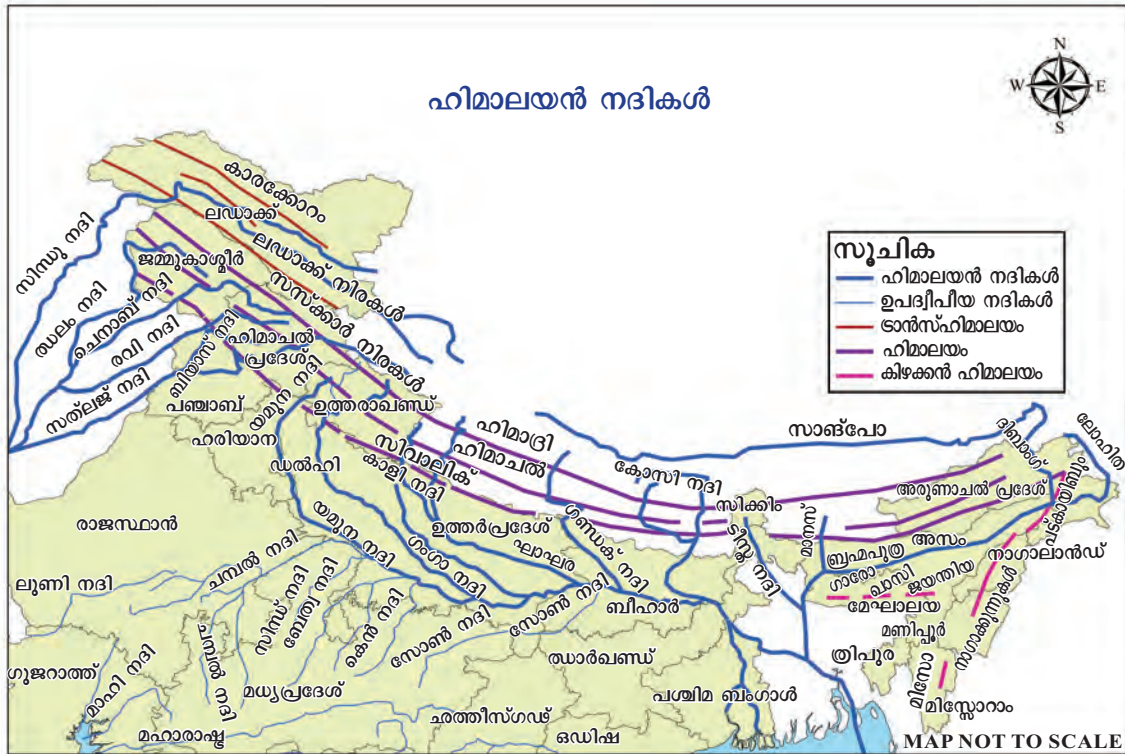 ഹിമാലയൻ നദികൾ
N
W
E
S
സൂചിക
ഹിമാലയൻ നദികൾ
ഉപദ്വീപീയ നദികൾ
ട്രാൻസ്ഹിമാലയം
ഹിമാലയം
കിഴക്കൻ ഹിമാലയം
കാരക്കോറം
ലഡാക്ക്
ലഡാക്ക് നിരകൾ
സസ്ക്കാർ നിരകൾ
ജമ്മുകാശ്മീർ
സിന്ധു നദി
ഝലം നദി
ചെനാബ് നദി
രവി നദി
ബിയാസ് നദി
സത്‌ലജ് നദി
ഹിമാചൽ
പ്രദേശ്
പഞ്ചാബ്
യമുന നദി
ഉത്തരാഖണ്ഡ്
ഹരിയാന
ഡൽഹി
ഹിമാദ്രി
ഹിമാചൽ
സിവാലിക്
കാളി നദി
കോസി നദി
സാങ്പോ
ദിബാംഗ്
ലോഹിത
അരുണാചൽ പ്രദേശ്
പട്കായിബും
സിക്കിം
ടീസ്റ്റ നദി
മാനസ്
ബ്രഹ്മപുത്ര
അസം
നാഗാലാൻഡ്
ഗാരോ
ഖാസി
ജയന്തിയ
മേഘാലയ
മണിപ്പൂർ
നാഗാക്കുന്നുകൾ
ത്രിപുര
മിസോ
മിസ്സോറാം
രാജസ്ഥാൻ
യമുന നദി
ഗംഗാ നദി
ഉത്തർപ്രദേശ്
ഘാഘര
ഗണ്ഡക് നദി
ലൂണി നദി
ചമ്പൽ നദി
സിന്ധ് നദി
ബേത്വ നദി
കെൻ നദി
സോൺ നദി
സോൺ നദി
ബീഹാർ
ഝാർഖണ്ഡ്
പശ്ചിമ ബംഗാൾ
ഗുജറാത്ത്
മാഹി നദി
ചമ്പൽ നദി
മധ്യപ്രദേശ്
മഹാരാഷ്ട്ര
ഛത്തീസ്ഗഢ്
ഒഡിഷ
MAP NOT TO SCALE